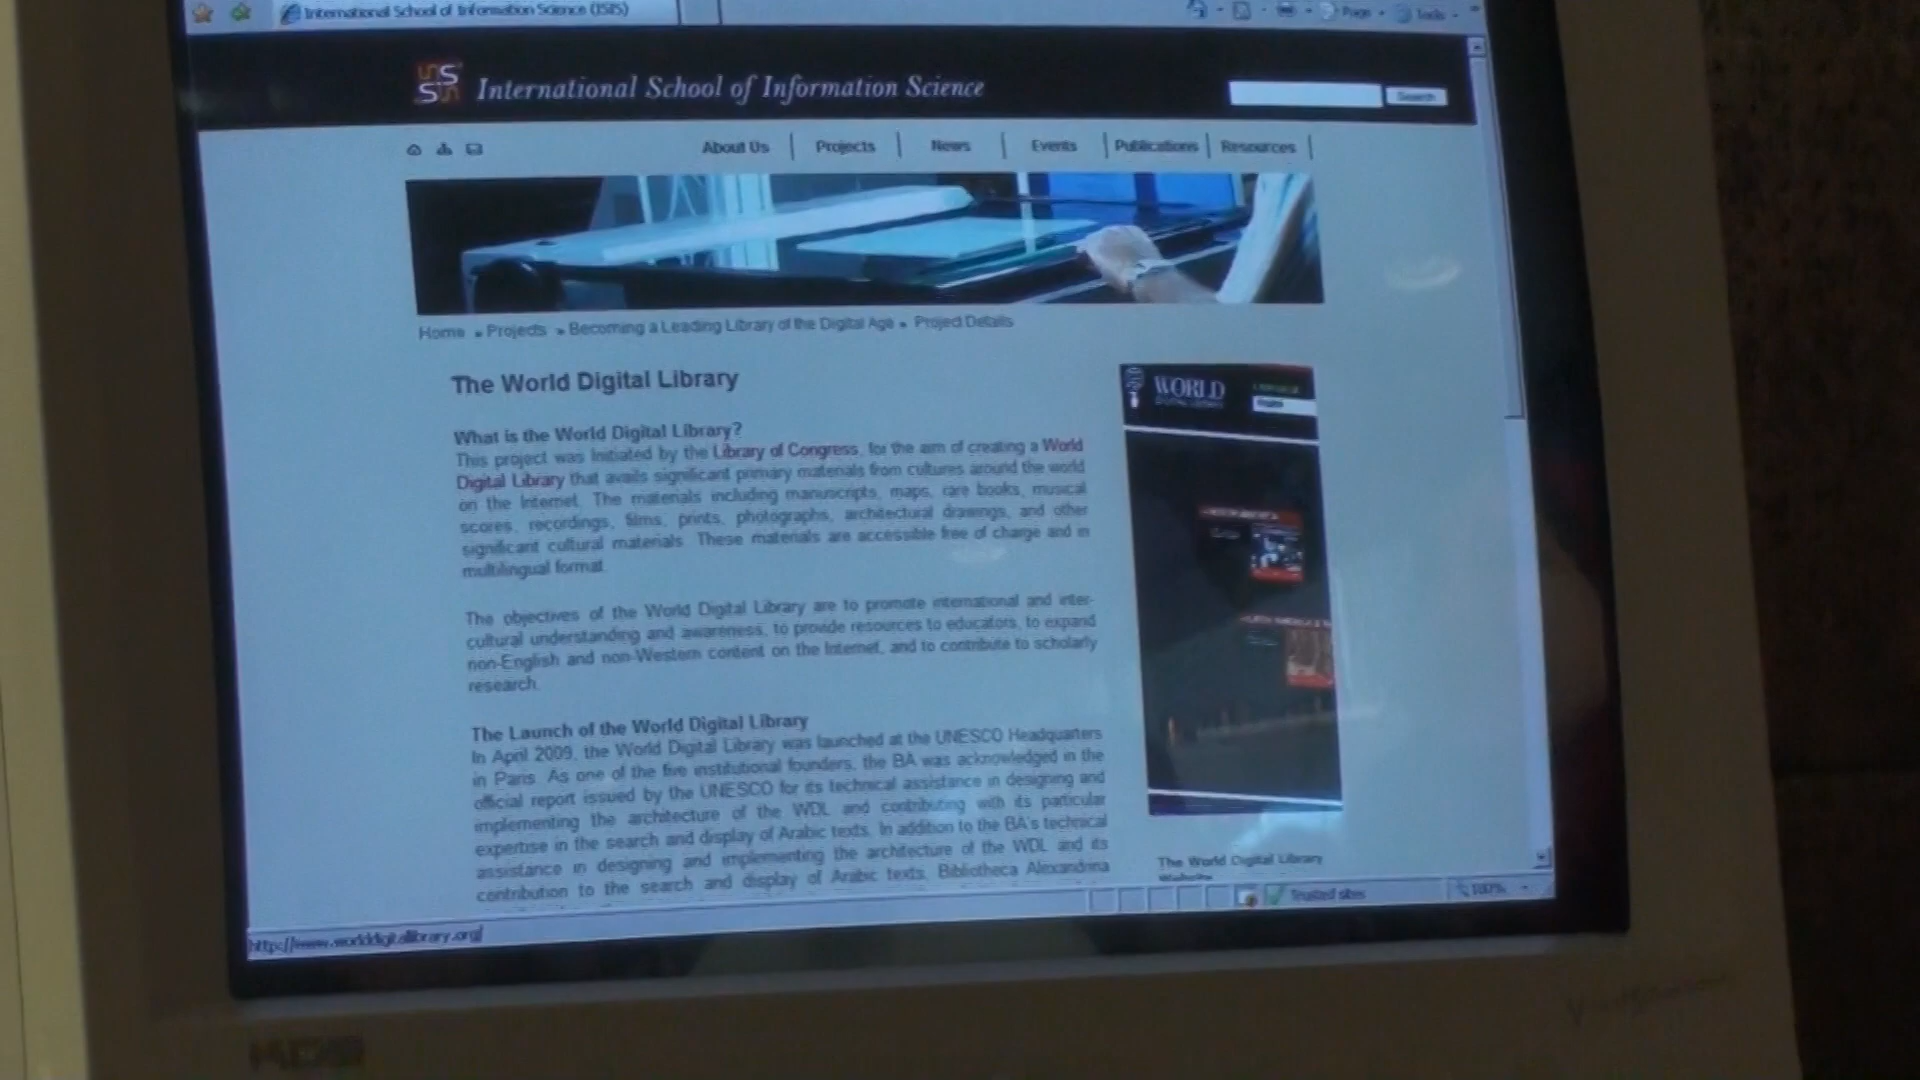 International School of Information Science (ISIS)
Page
Tools
International School of Information Science
Search
About Us
Projects
News
Events
Publications
Resources
Home » Projects » Becoming a Leading Library of the Digital Age » Project Details
The World Digital Library
What is the World Digital Library?
This project was initiated by the Library of Congress, for the aim of creating a World
Digital Library that avails significant primary materials from cultures around the world
on the Internet. The materials including manuscripts, maps, rare books, musical
scores, recordings, films, prints, photographs, architectural drawings, and other
significant cultural materials. These materials are accessible free of charge and in
multilingual format.
The objectives of the World Digital Library are to promote international and inter-
cultural understanding and awareness, to provide resources to educators, to expand
non-English and non-Western content on the Internet, and to contribute to scholarly
research.
The Launch of the World Digital Library
In April 2009, the World Digital Library was launched at the UNESCO Headquarters
in Paris. As one of the five institutional founders, the BA was acknowledged in the
official report issued by the UNESCO for its technical assistance in designing and
implementing the architecture of the WDL and contributing with its particular
expertise in the search and display of Arabic texts. In addition to the BA's technical
assistance in designing and implementing the architecture of the WDL and its
contribution to the search and display of Arabic texts, Bibliotheca Alexandrina
WORLD
DIGITAL LIBRARY
The World Digital Library
Website
Trusted sites
100%
http://www.worlddigitallibrary.org/